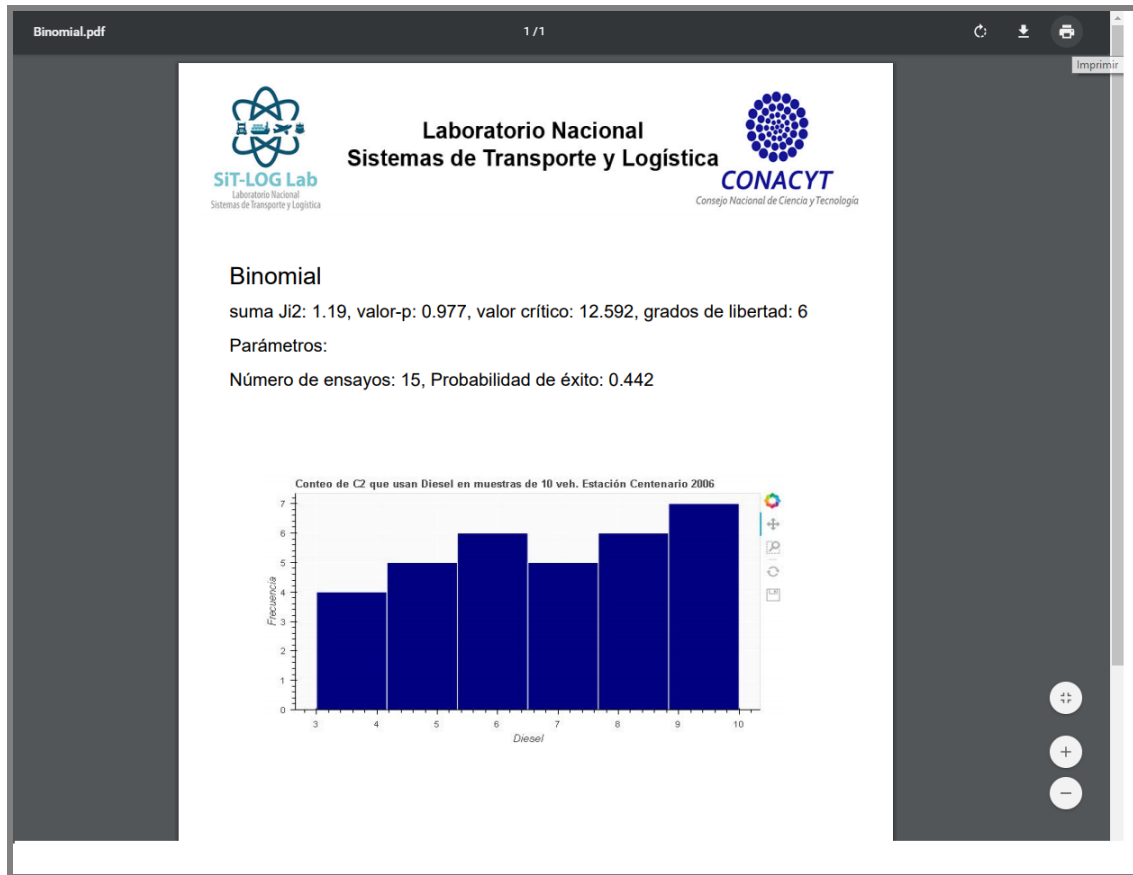 Binomial.pdf
1 / 1
Imprimir
Laboratorio Nacional
Sistemas de Transporte y Logística
SiT-LOG Lab
Laboratorio Nacional
Sistemas de Transporte y Logística
CONACYT
Consejo Nacional de Ciencia y Tecnología
Binomial
suma Ji2: 1.19, valor-p: 0.977, valor crítico: 12.592, grados de libertad: 6
Parámetros:
Número de ensayos: 15, Probabilidad de éxito: 0.442
Conteo de C2 que usan Diesel en muestras de 10 veh. Estación Centenario 2006
Frecuencia
7
6
5
4
3
2
1
0
3 4 5 6 7 8 9 10
Diesel